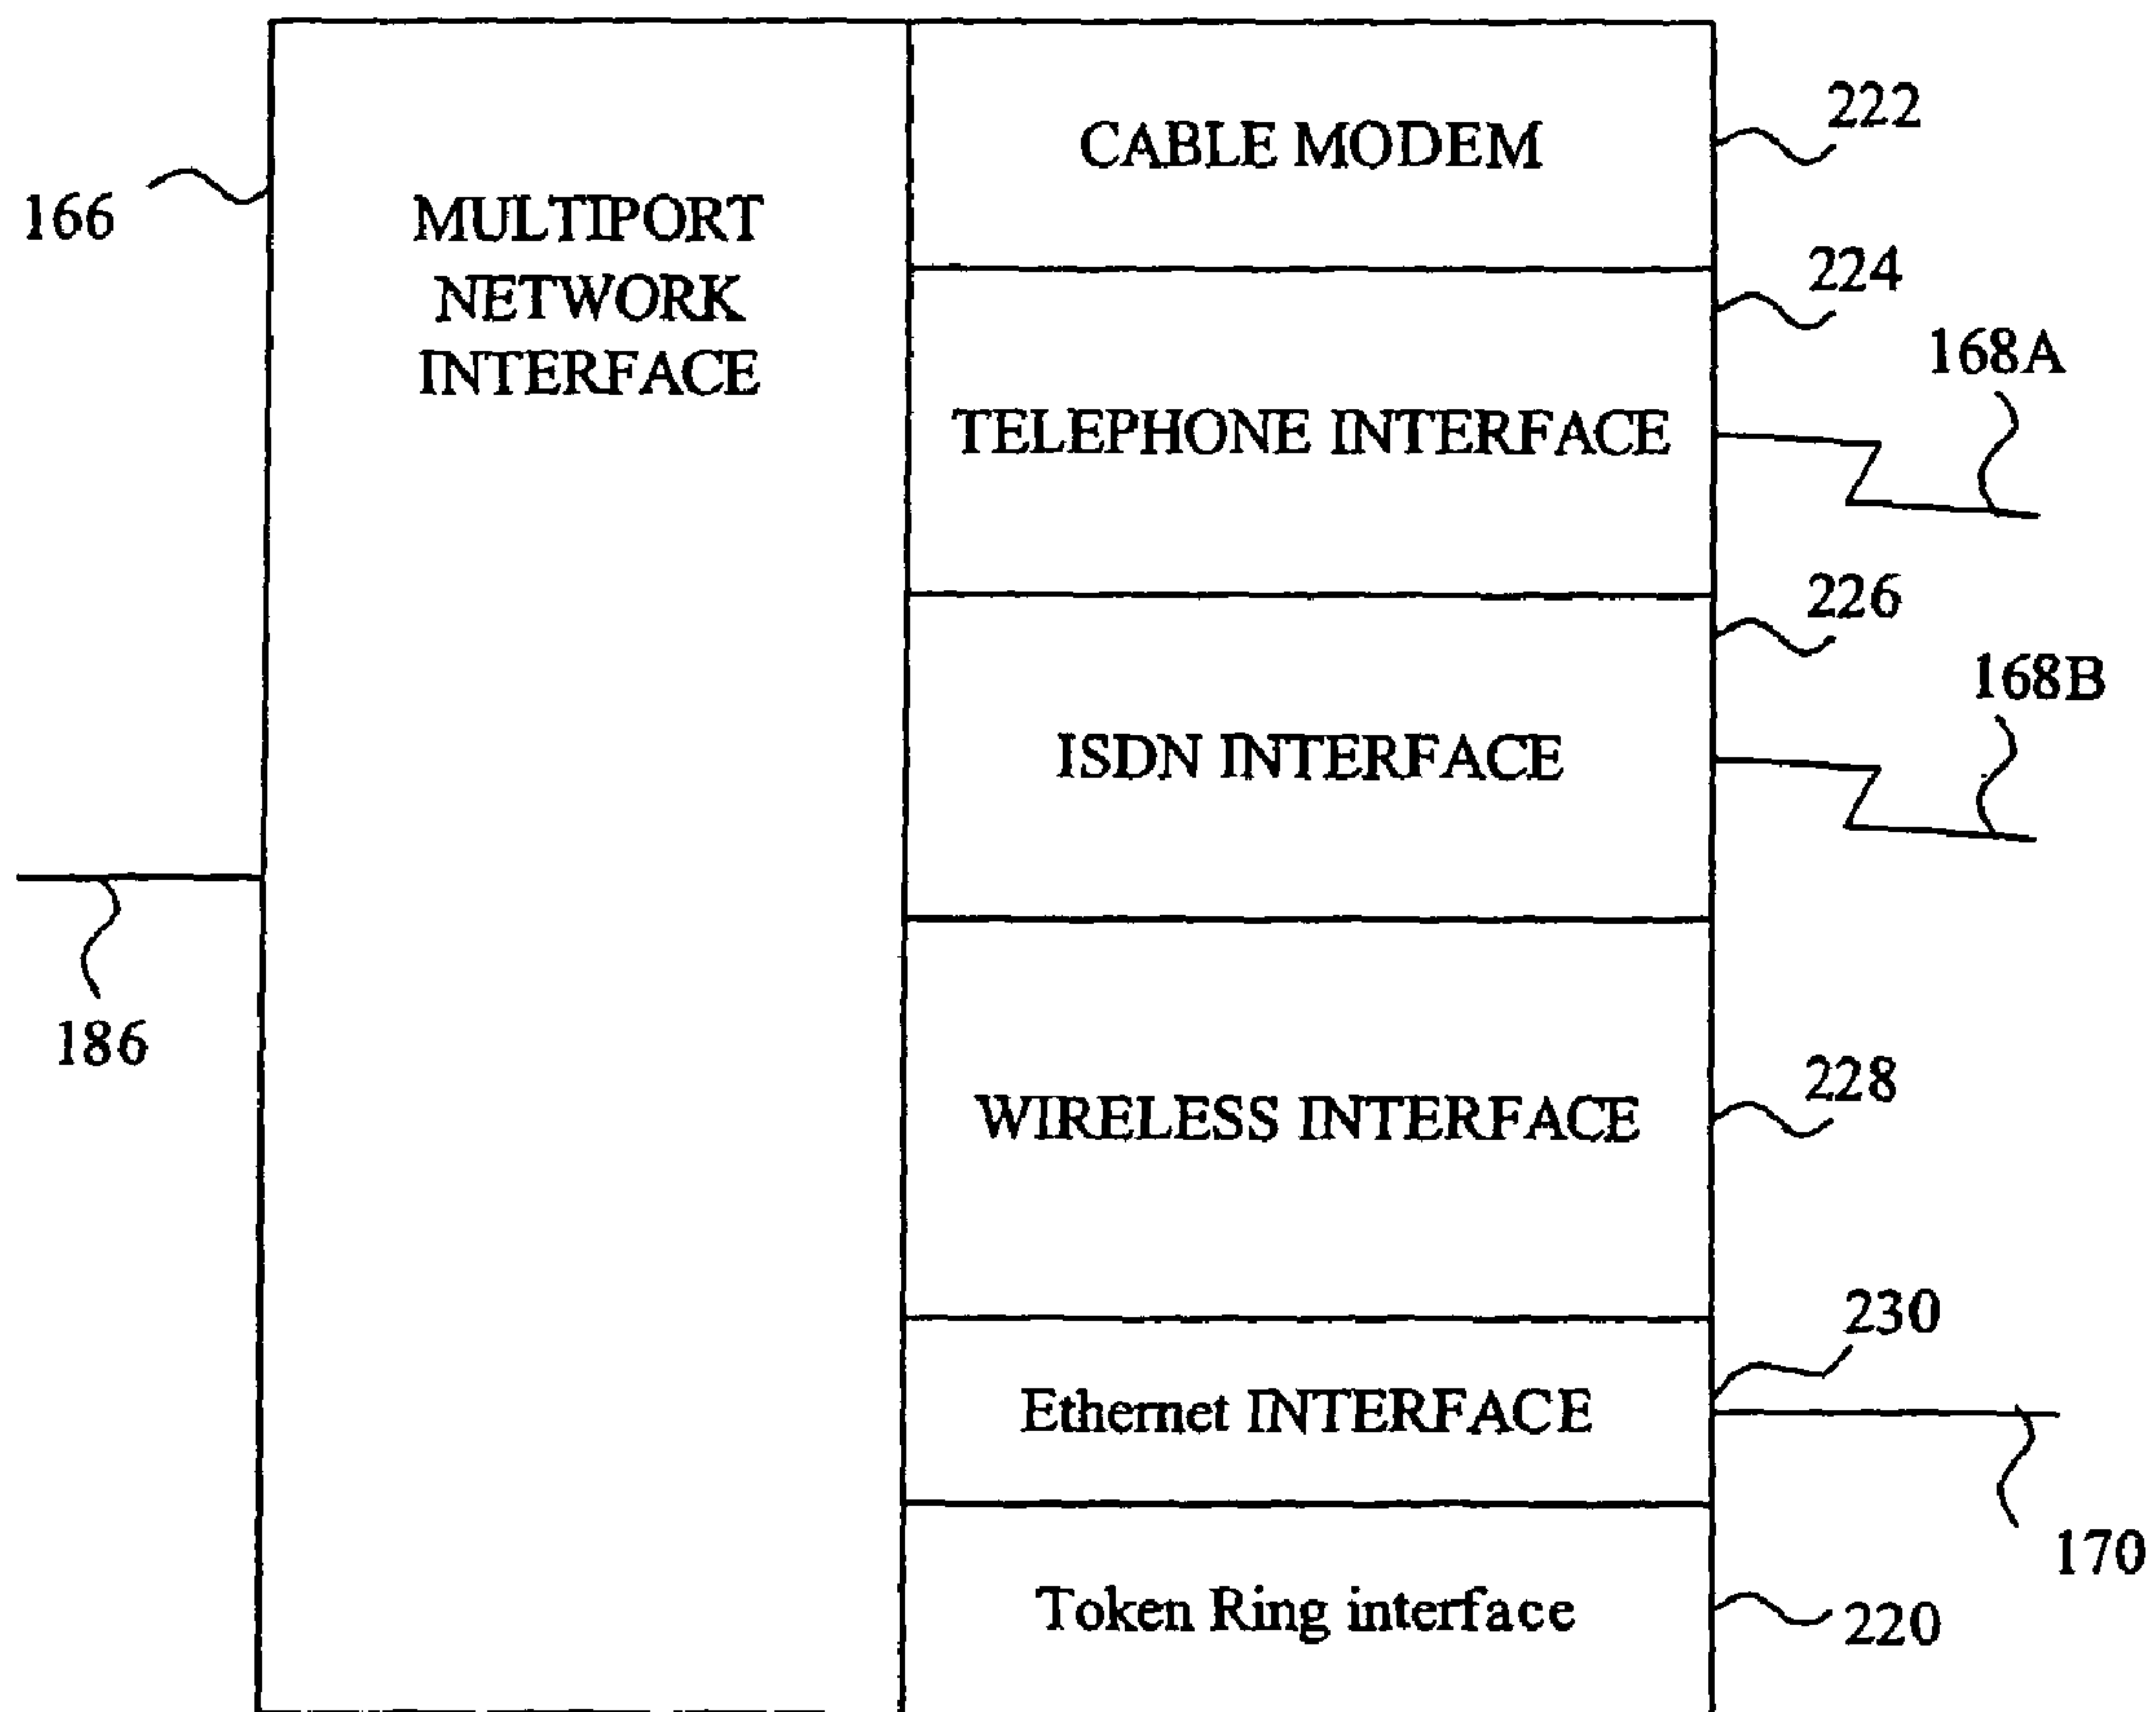 222
CABLE MODEM
166
MULTIPORT
NETWORK
INTERFACE
224
168A
TELEPHONE INTERFACE
226
168B
ISDN INTERFACE
186
228
WIRELESS INTERFACE
230
Ethernet INTERFACE
170
Token Ring interface
220